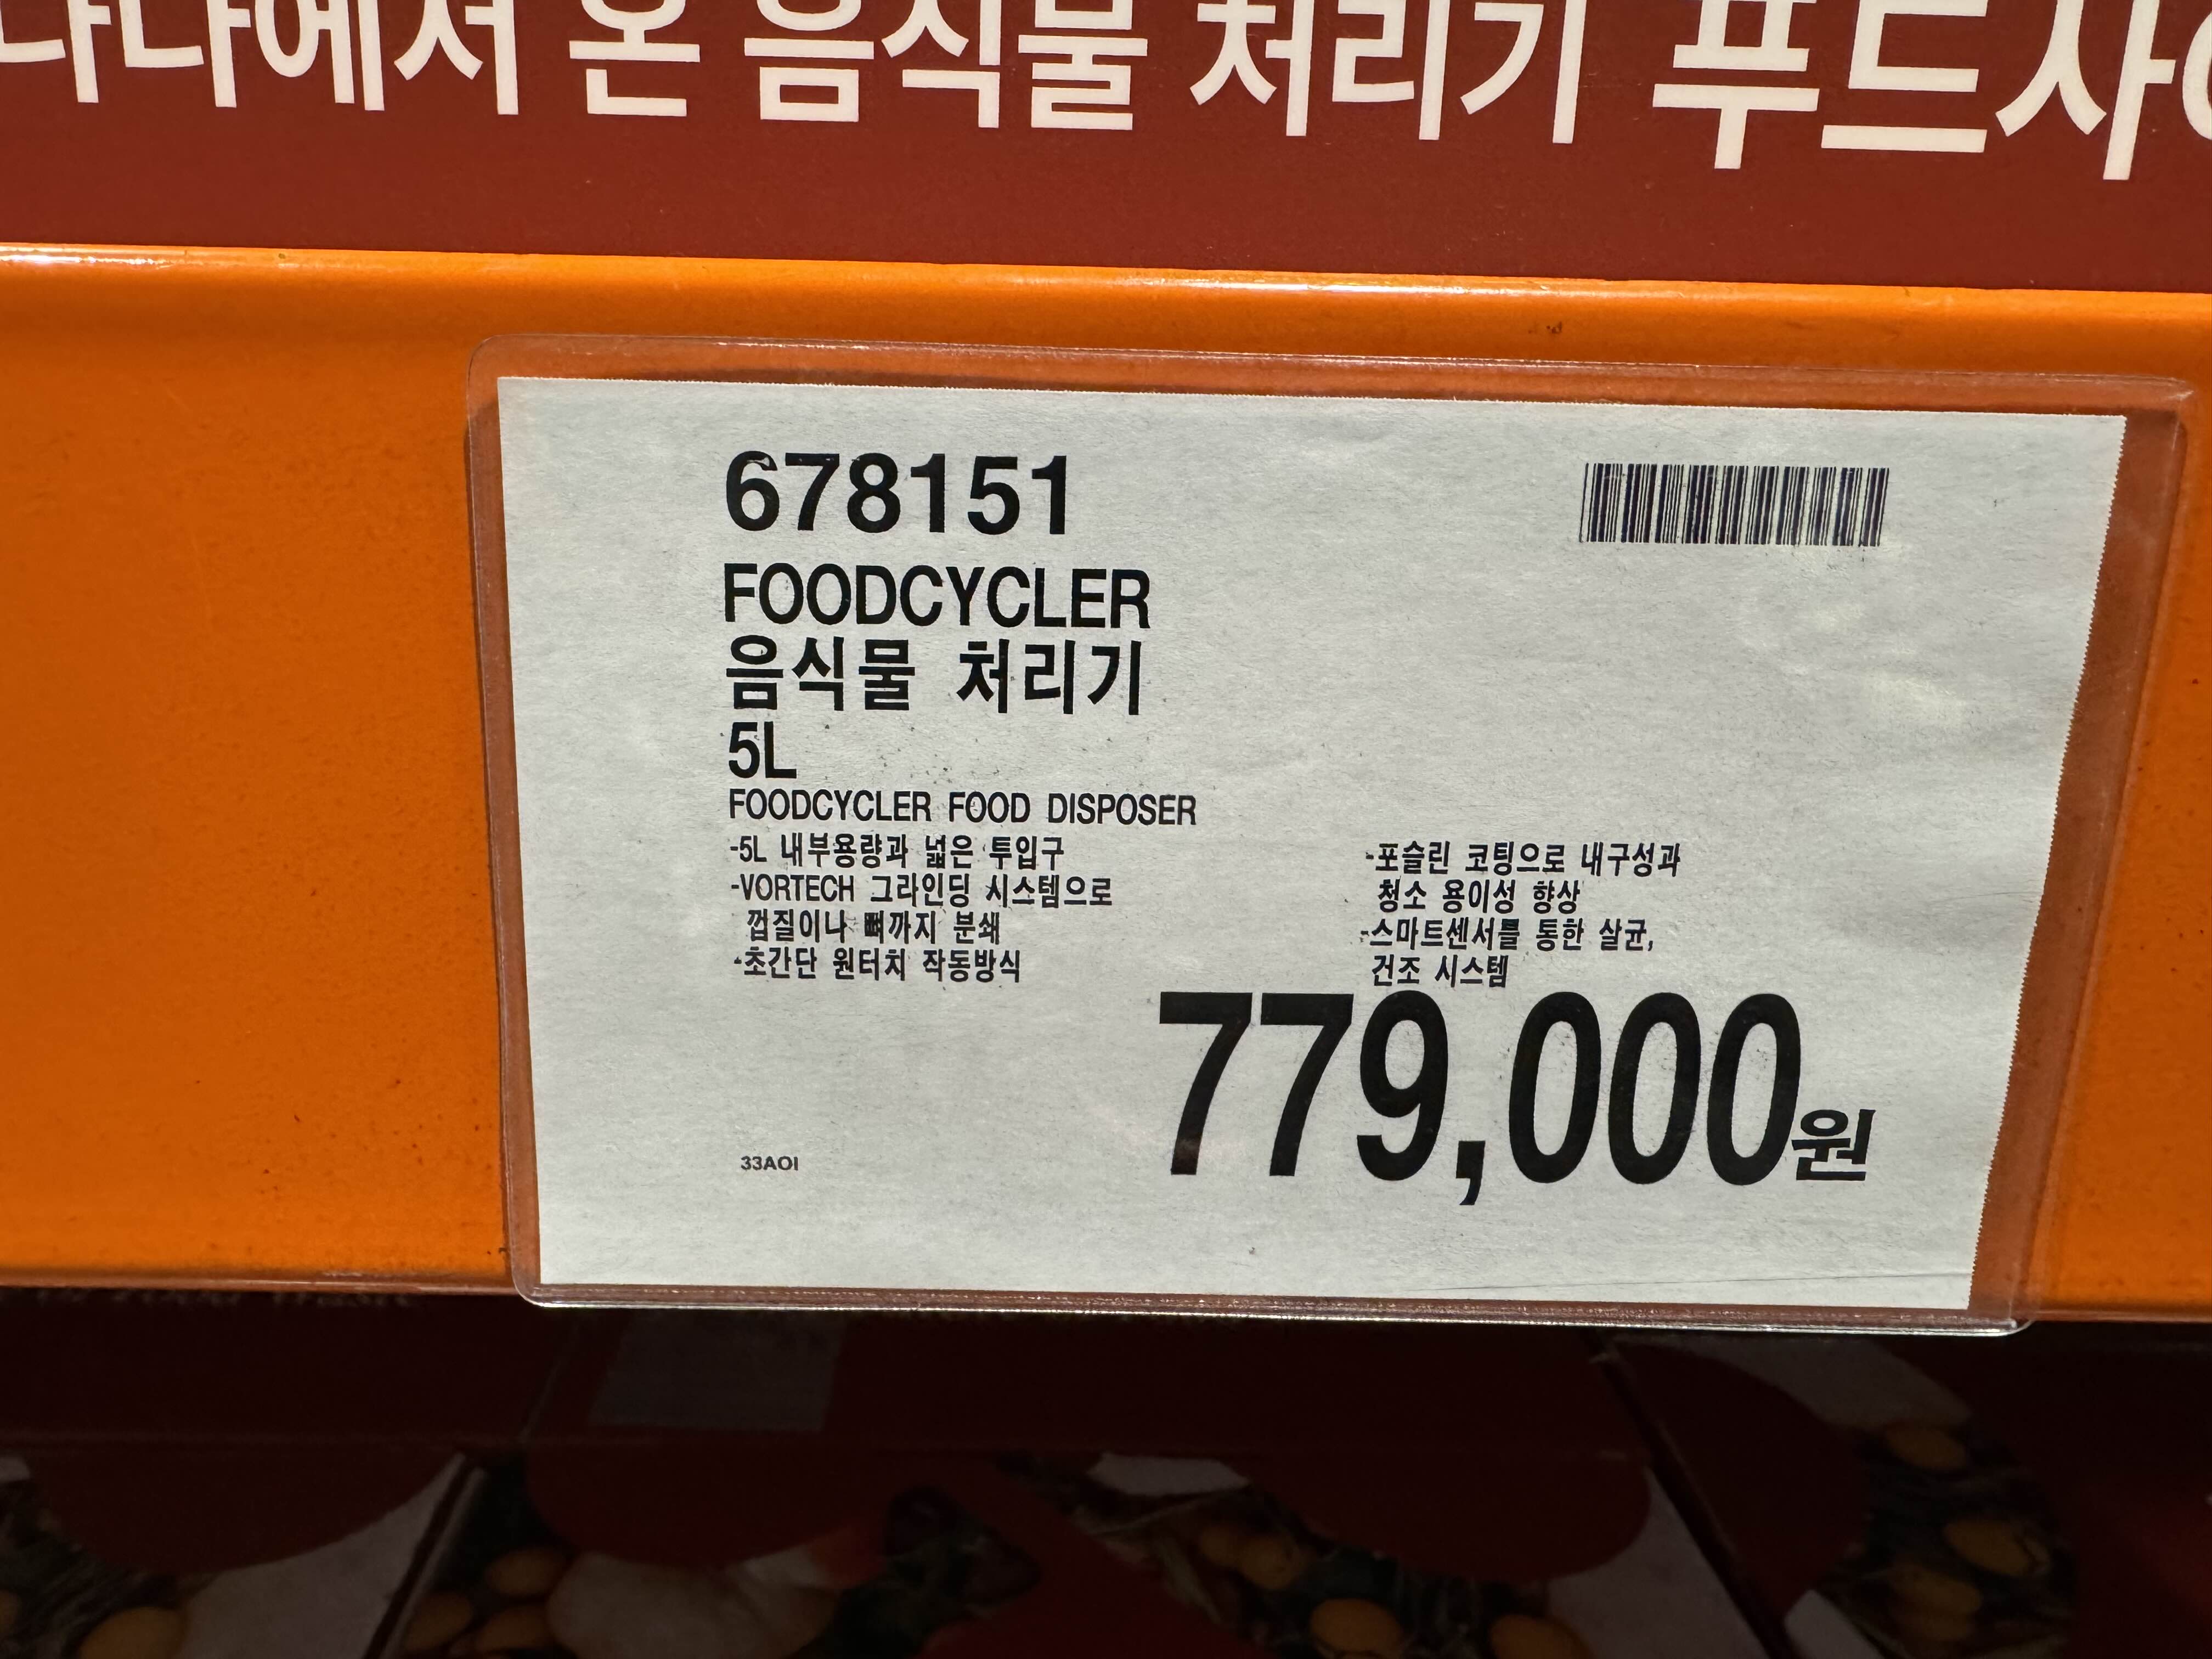 나다에서 온 음식물 처리기 푸드사
678151
FOODCYCLER
음식물 처리기
5L
FOODCYCLER FOOD DISPOSER
-5L 내부용량과 넓은 투입구
-VORTECH 그라인딩 시스템으로
껍질이나 뼈까지 분쇄
-초간단 원터치 작동방식
-포슬린 코팅으로 내구성과
청소 용이성 향상
-스마트센서를 통한 살균,
건조 시스템
779,000원
33AOI